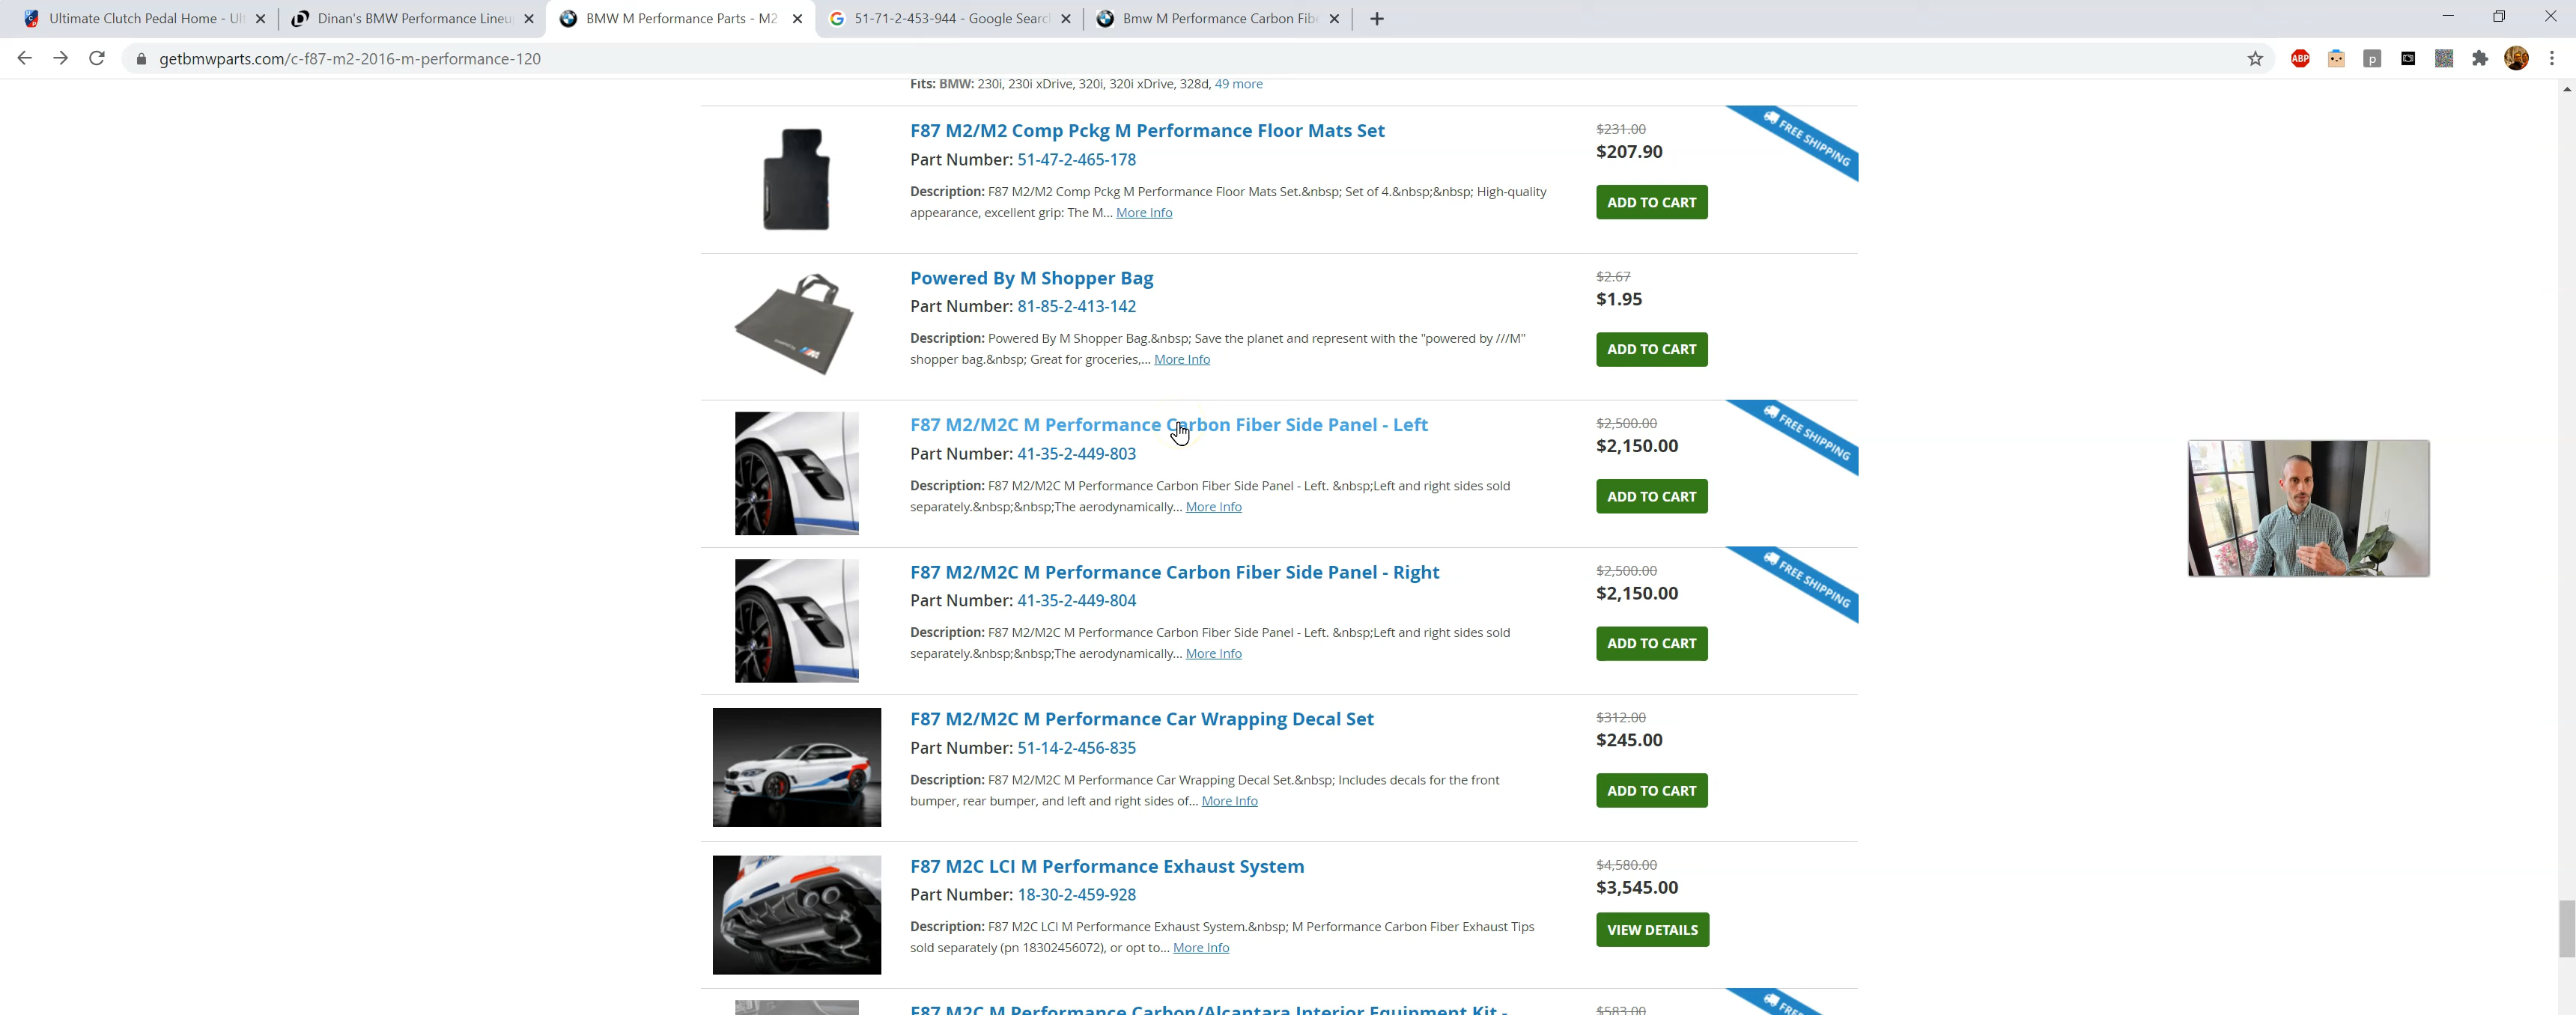 Ultimate Clutch Pedal Home - Ult
Dinan's BMW Performance Lineu
BMW M Performance Parts - M2
51-71-2-453-944 - Google Search
Bmw M Performance Carbon Fib
getbmwparts.com/c-f87-m2-2016-m-performance-120
ABP
p
Fits: BMW: 230i, 230i xDrive, 320i, 320i xDrive, 328d, 49 more
F87 M2/M2 Comp Pckg M Performance Floor Mats Set
Part Number: 51-47-2-465-178
Description: F87 M2/M2 Comp Pckg M Performance Floor Mats Set.&nbsp; Set of 4.&nbsp;&nbsp; High-quality
appearance, excellent grip: The M... More Info
$231.00
$207.90
ADD TO CART
FREE SHIPPING
Powered By M Shopper Bag
Part Number: 81-85-2-413-142
Description: Powered By M Shopper Bag.&nbsp; Save the planet and represent with the "powered by ///M"
shopper bag.&nbsp; Great for groceries,... More Info
$2.67
$1.95
ADD TO CART
F87 M2/M2C M Performance Carbon Fiber Side Panel - Left
Part Number: 41-35-2-449-803
Description: F87 M2/M2C M Performance Carbon Fiber Side Panel - Left. &nbsp;Left and right sides sold
separately.&nbsp;&nbsp;The aerodynamically... More Info
$2,500.00
$2,150.00
ADD TO CART
FREE SHIPPING
F87 M2/M2C M Performance Carbon Fiber Side Panel - Right
Part Number: 41-35-2-449-804
Description: F87 M2/M2C M Performance Carbon Fiber Side Panel - Left. &nbsp;Left and right sides sold
separately.&nbsp;&nbsp;The aerodynamically... More Info
$2,500.00
$2,150.00
ADD TO CART
FREE SHIPPING
F87 M2/M2C M Performance Car Wrapping Decal Set
Part Number: 51-14-2-456-835
Description: F87 M2/M2C M Performance Car Wrapping Decal Set.&nbsp; Includes decals for the front
bumper, rear bumper, and left and right sides of... More Info
$312.00
$245.00
ADD TO CART
F87 M2C LCI M Performance Exhaust System
Part Number: 18-30-2-459-928
Description: F87 M2C LCI M Performance Exhaust System.&nbsp; M Performance Carbon Fiber Exhaust Tips
sold separately (pn 18302456072), or opt to... More Info
$4,580.00
$3,545.00
VIEW DETAILS
F87 M2C M Performance Carbon/Alcantara Interior Equipment Kit -
$583.00
FREE